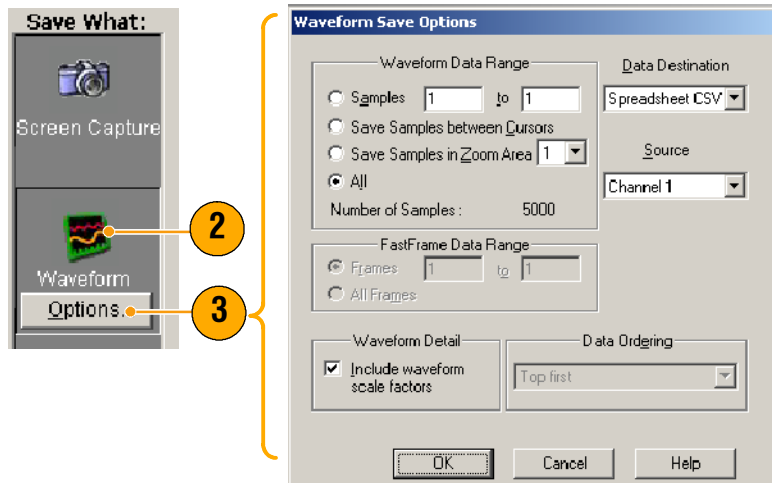 Save What:
Screen Capture
Waveform
2
Options.
3
Waveform Save Options
Waveform Data Range
Samples 1 to 1
Save Samples between Cursors
Save Samples in Zoom Area 1
All
Number of Samples : 5000
Data Destination
Spreadsheet CSV
Source
Channel 1
FastFrame Data Range
Frames 1 to 1
All Frames
Waveform Detail
Include waveform
scale factors
Data Ordering
Top first
OK Cancel Help